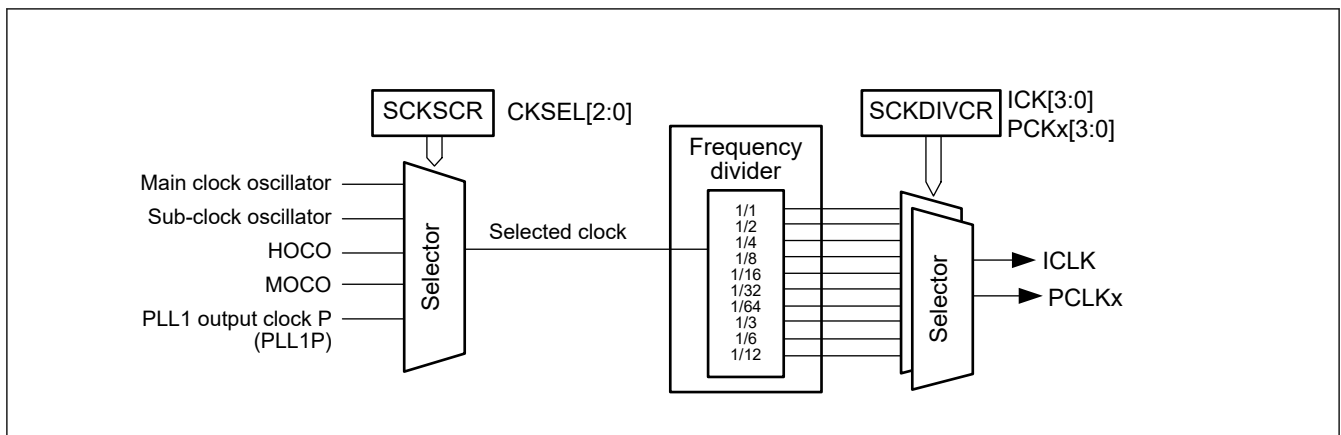 SCKSCR
CKSEL[2:0]
SCKDIVCR
ICK[3:0]
PCKx[3:0]
Main clock oscillator
Sub-clock oscillator
HOCO
MOCO
PLL1 output clock P
(PLL1P)
Selector
Selected clock
Frequency
divider
1/1
1/2
1/4
1/8
1/16
1/32
1/64
1/3
1/6
1/12
Selector
ICLK
PCLKx